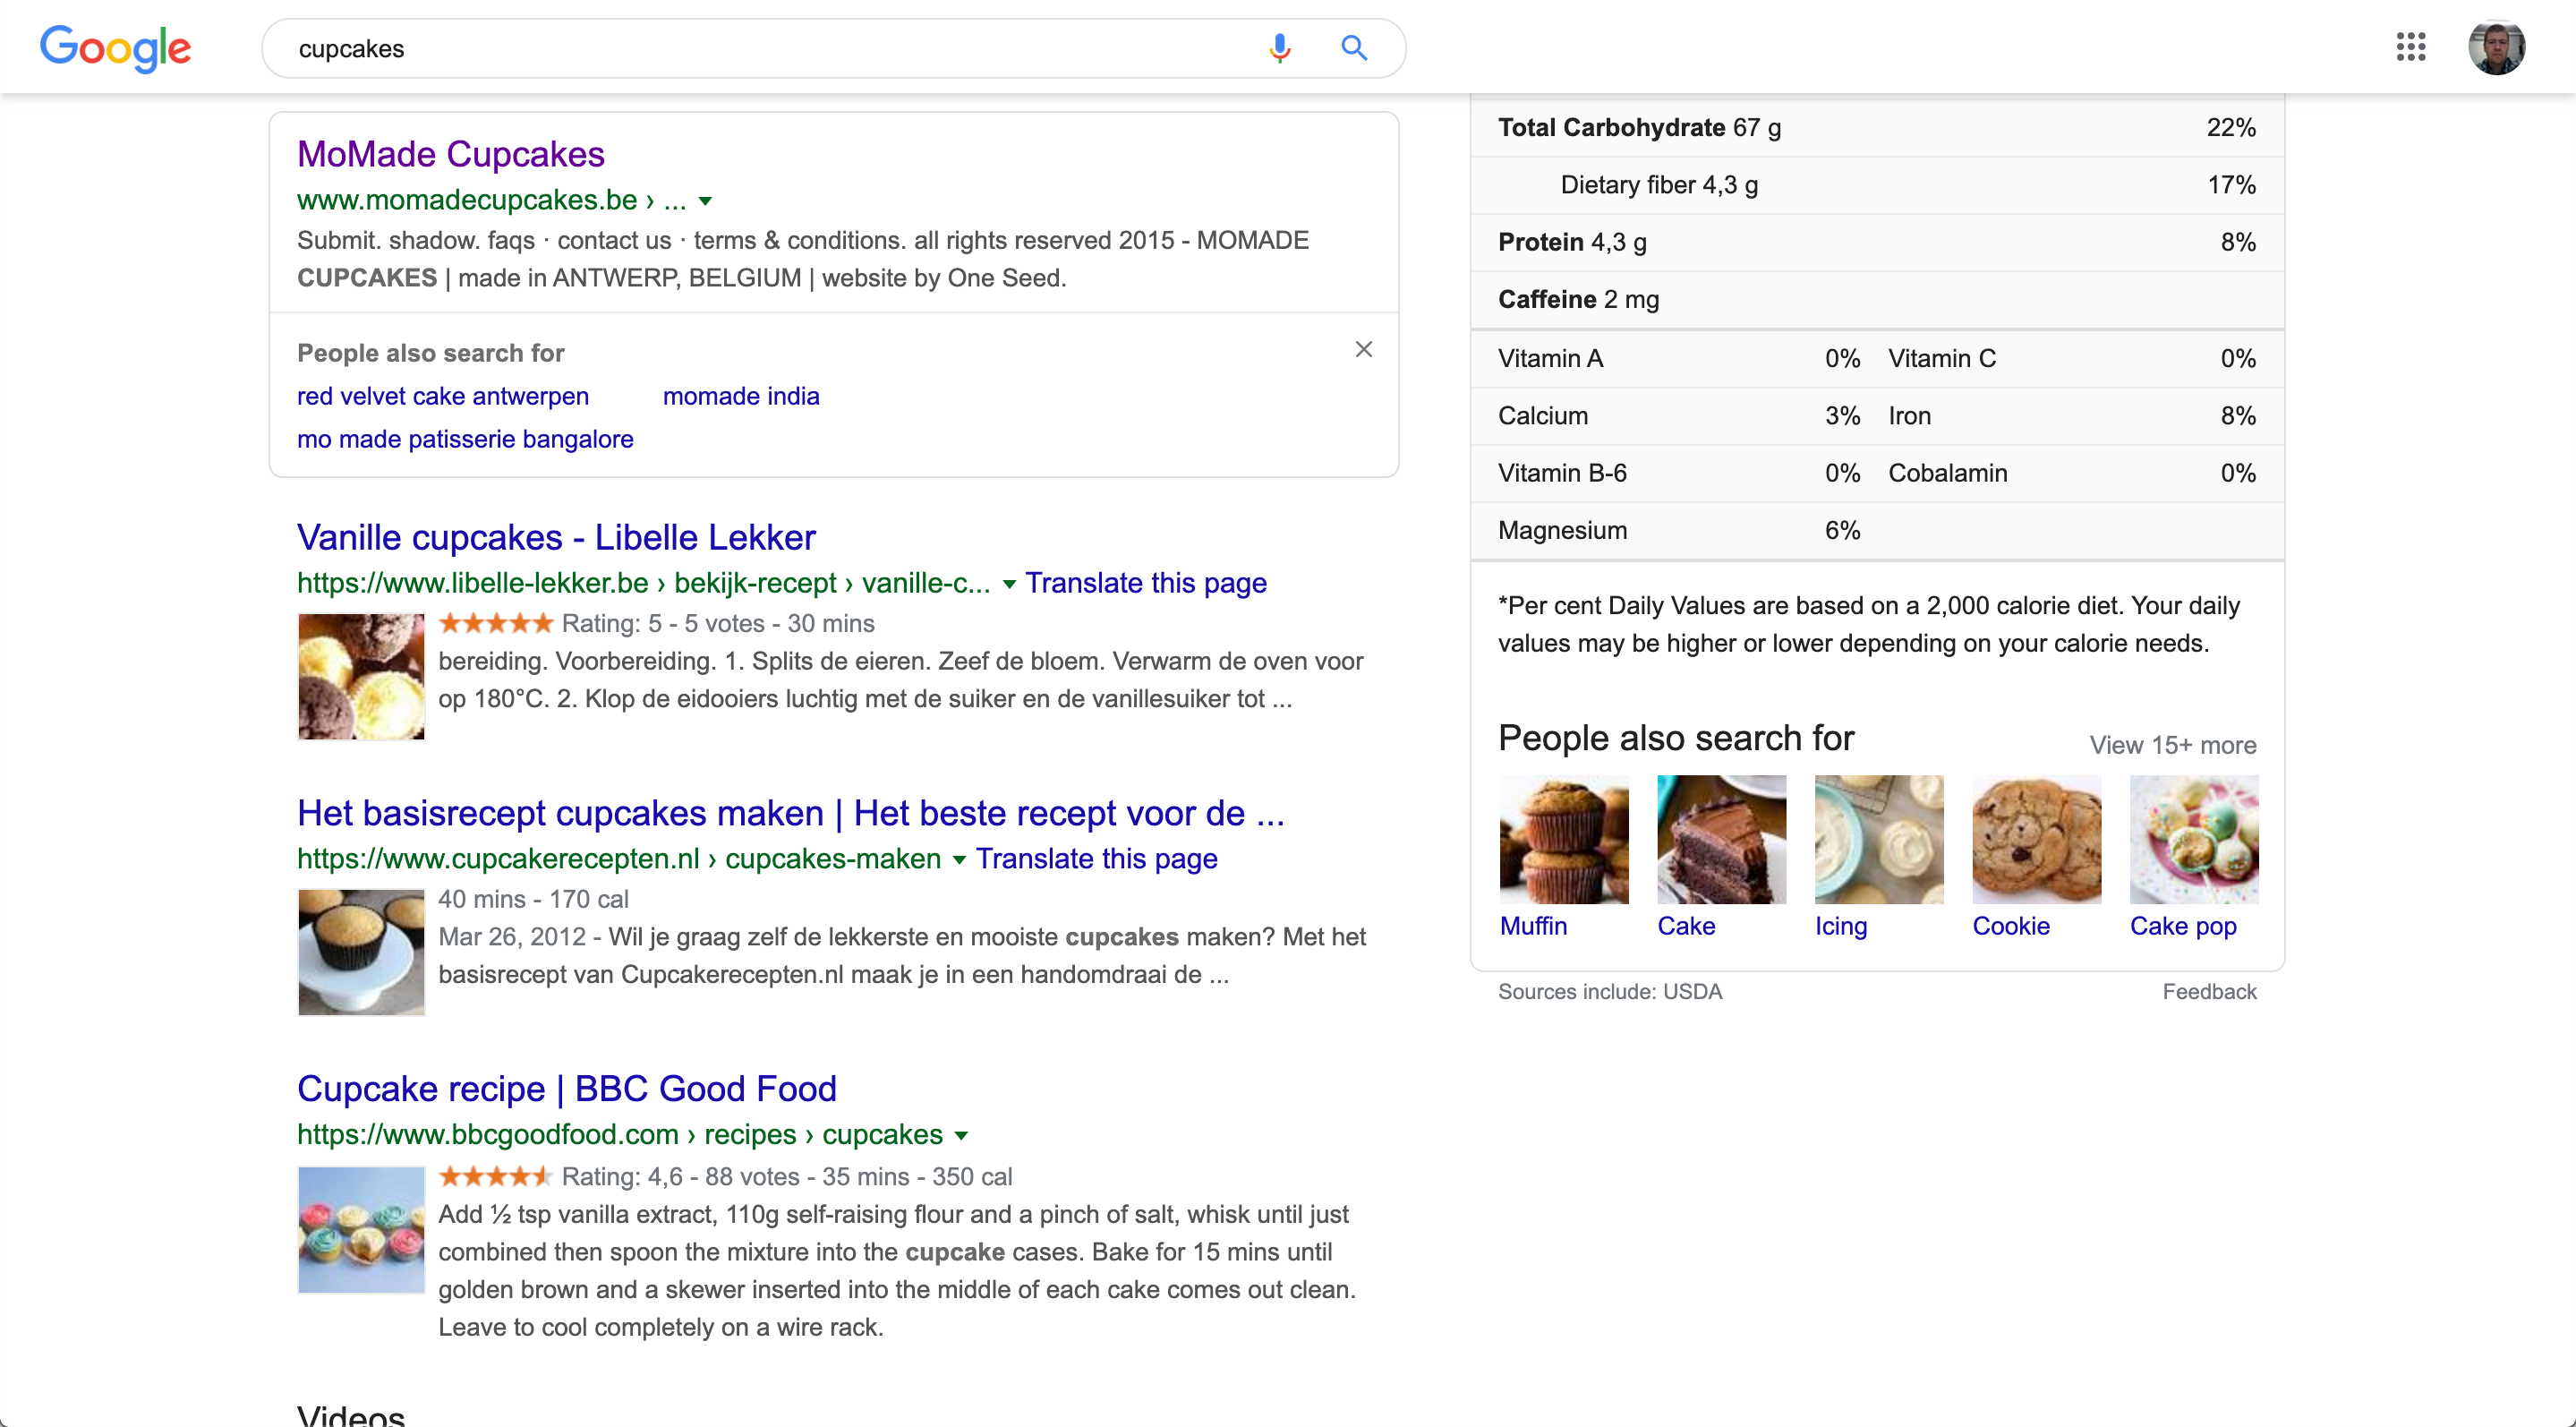 Google
cupcakes
MoMade Cupcakes
www.momadecupcakes.be › ...
Submit. shadow. faqs · contact us · terms & conditions. all rights reserved 2015 - MOMADE
CUPCAKES | made in ANTWERP, BELGIUM | website by One Seed.
People also search for
red velvet cake antwerpen momade india
mo made patisserie bangalore
Vanille cupcakes - Libelle Lekker
https://www.libelle-lekker.be › bekijk-recept › vanille-c... Translate this page
Rating: 5 - 5 votes - 30 mins
bereiding. Voorbereiding. 1. Splits de eieren. Zeef de bloem. Verwarm de oven voor
op 180°C. 2. Klop de eidooiers luchtig met de suiker en de vanillesuiker tot ...
Het basisrecept cupcakes maken | Het beste recept voor de ...
https://www.cupcakerecepten.nl › cupcakes-maken Translate this page
40 mins - 170 cal
Mar 26, 2012 - Wil je graag zelf de lekkerste en mooiste cupcakes maken? Met het
basisrecept van Cupcakerecepten.nl maak je in een handomdraai de ...
Cupcake recipe | BBC Good Food
https://www.bbcgoodfood.com › recipes › cupcakes
Rating: 4,6 - 88 votes - 35 mins - 350 cal
Add ½ tsp vanilla extract, 110g self-raising flour and a pinch of salt, whisk until just
combined then spoon the mixture into the cupcake cases. Bake for 15 mins until
golden brown and a skewer inserted into the middle of each cake comes out clean.
Leave to cool completely on a wire rack.
Videos
Total Carbohydrate 67 g 22%
Dietary fiber 4,3 g 17%
Protein 4,3 g 8%
Caffeine 2 mg
Vitamin A 0% Vitamin C 0%
Calcium 3% Iron 8%
Vitamin B-6 0% Cobalamin 0%
Magnesium 6%
*Per cent Daily Values are based on a 2,000 calorie diet. Your daily
values may be higher or lower depending on your calorie needs.
People also search for View 15+ more
Muffin Cake Icing Cookie Cake pop
Sources include: USDA Feedback